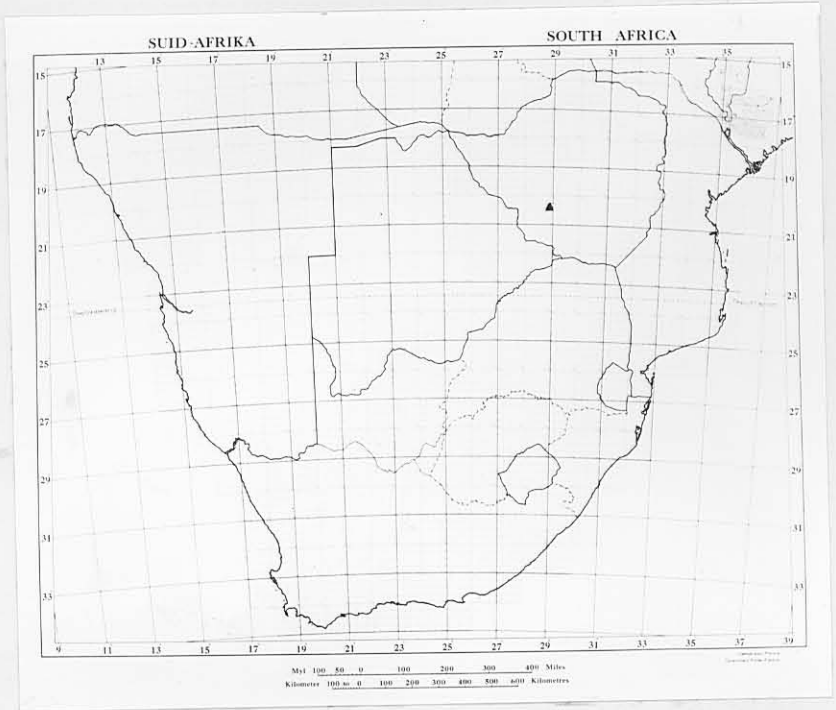 SUID-AFRIKA SOUTH AFRICA
13 15 17 19 21 23 25 27 29 31 33 35
15 15
17 17
19 19
21 21
23 23
25 25
27 27
29 29
31 31
33 33
9 11 13 15 17 19 21 23 25 27 29 31 33 35 37 39
Myl 100 50 0 100 200 300 400 Miles
Kilometer 100 50 0 100 200 300 400 500 600 Kilometres